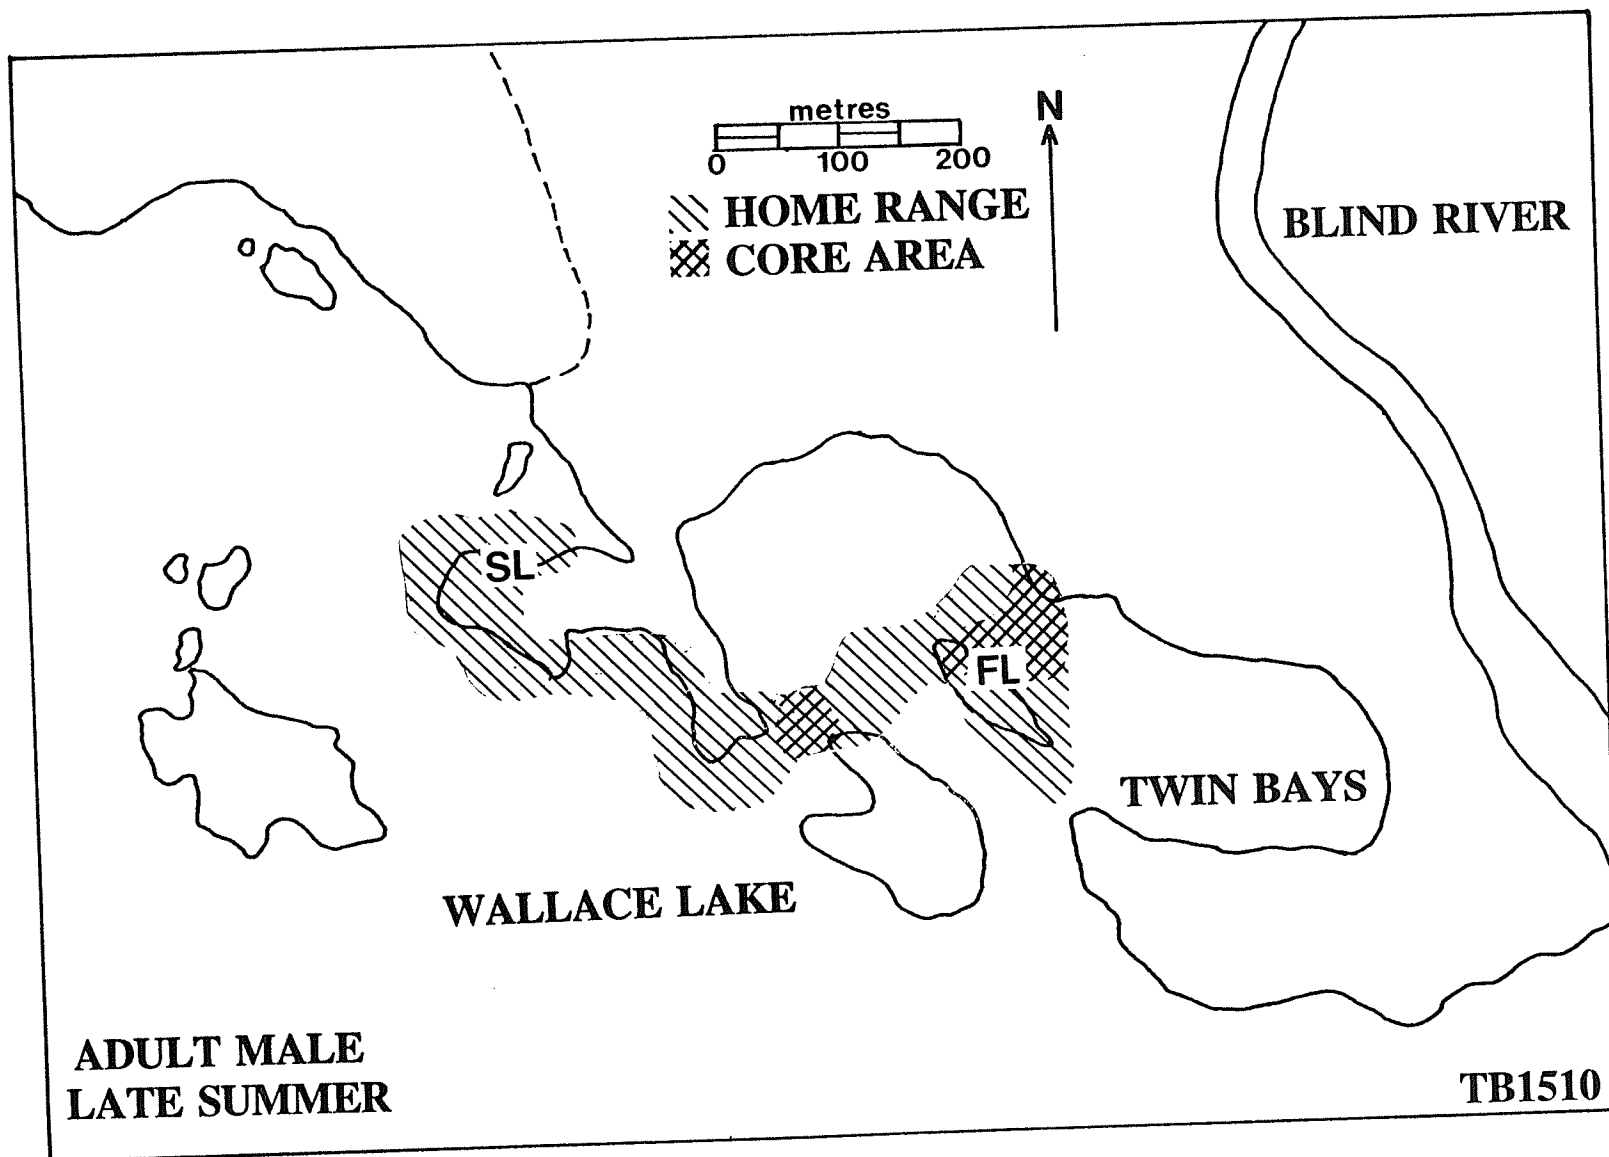 metres
0 100 200
N
HOME RANGE
CORE AREA
BLIND RIVER
SL
FL
TWIN BAYS
WALLACE LAKE
ADULT MALE
LATE SUMMER
TB1510